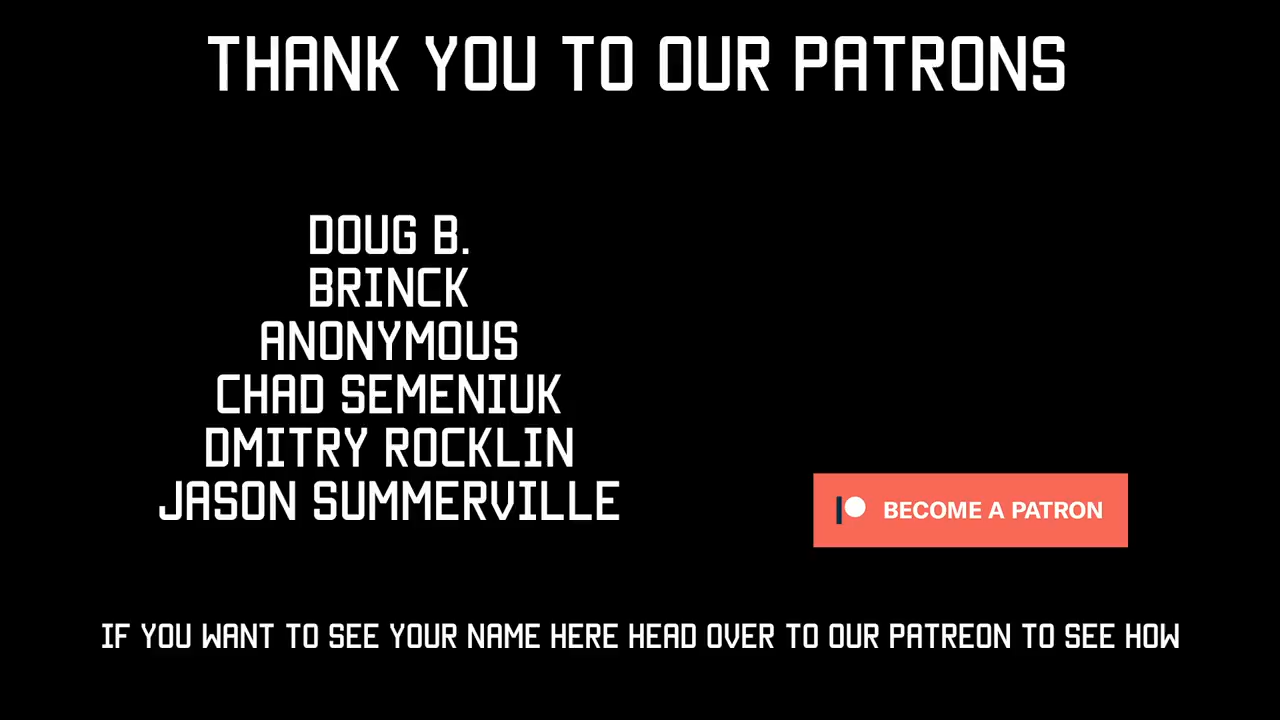 THANK YOU TO OUR PATRONS
DOUG B.
BRINCK
ANONYMOUS
CHAD SEMENIUK
DMITRY ROCKLIN
JASON SUMMERVILLE
BECOME A PATRON
IF YOU WANT TO SEE YOUR NAME HERE HEAD OVER TO OUR PATREON TO SEE HOW